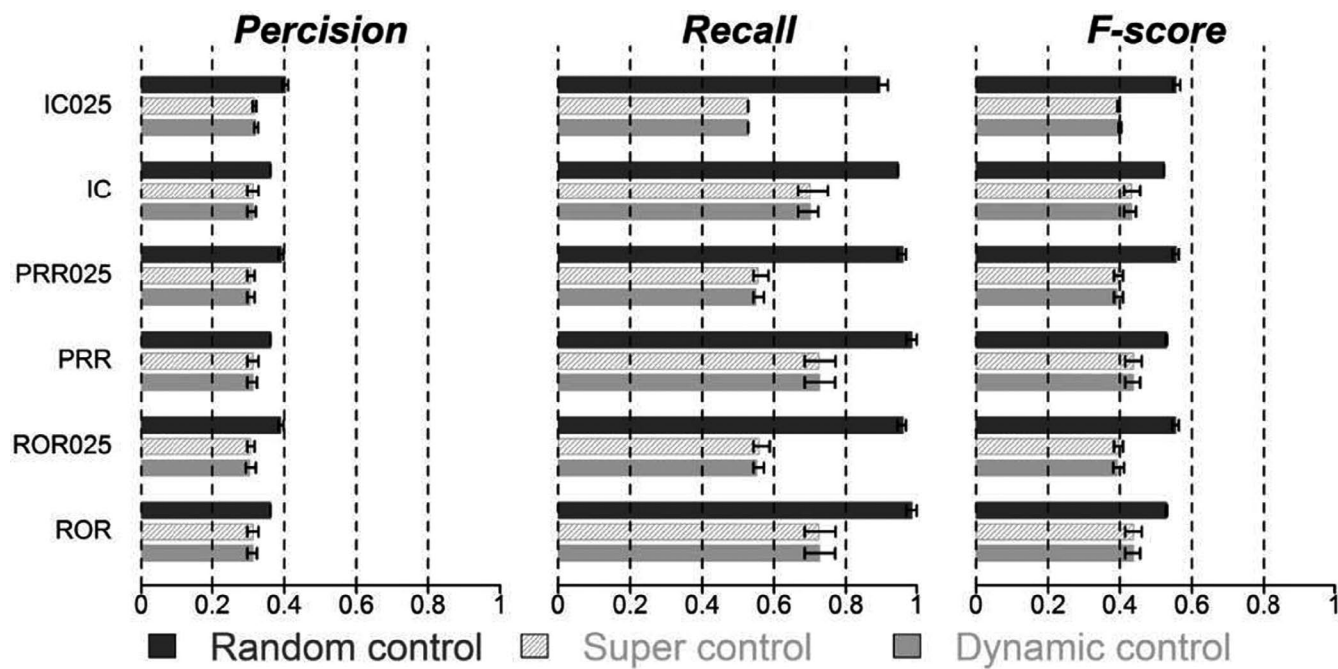 Percision Recall F-score
IC025
IC
PRR025
PRR
ROR025
ROR
0 0.2 0.4 0.6 0.8 1 0 0.2 0.4 0.6 0.8 1 0 0.2 0.4 0.6 0.8 1
Random control Super control Dynamic control